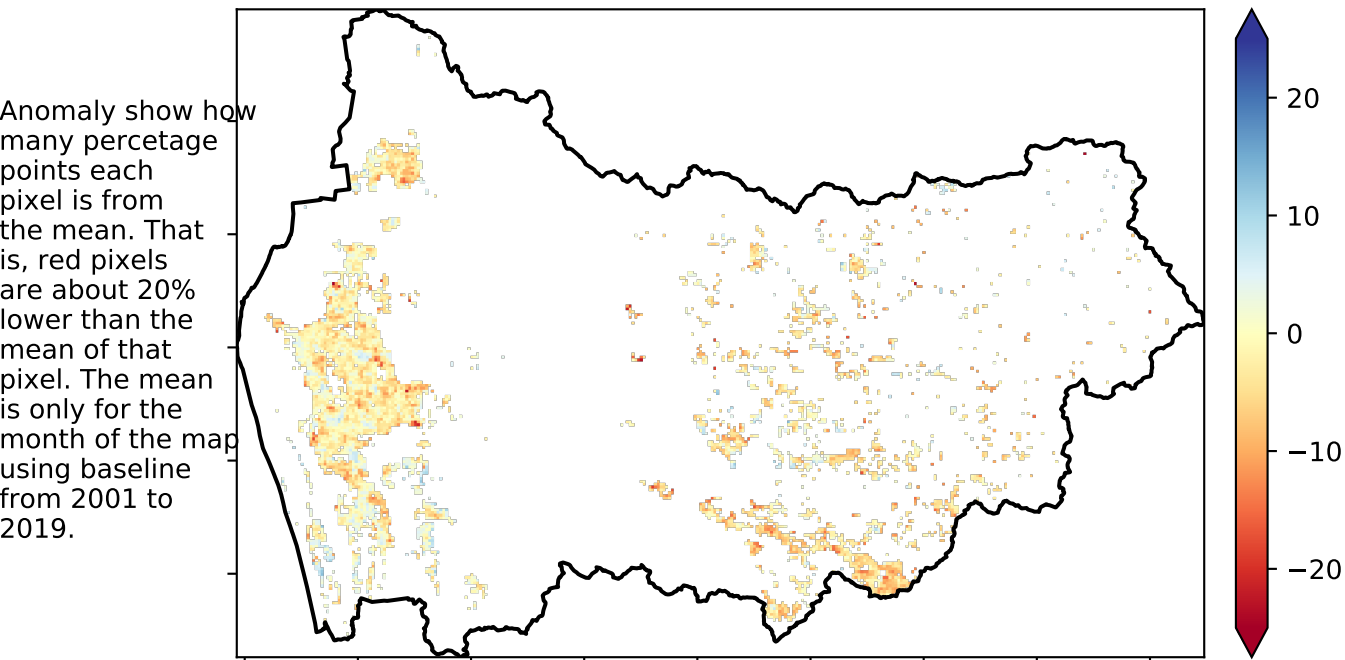 Anomaly show how
many percetage
points each
pixel is from
the mean. That
is, red pixels
are about 20%
lower than the
mean of that
pixel. The mean
is only for the
month of the map
using baseline
from 2001 to
2019.
20
10
0
−10
−20